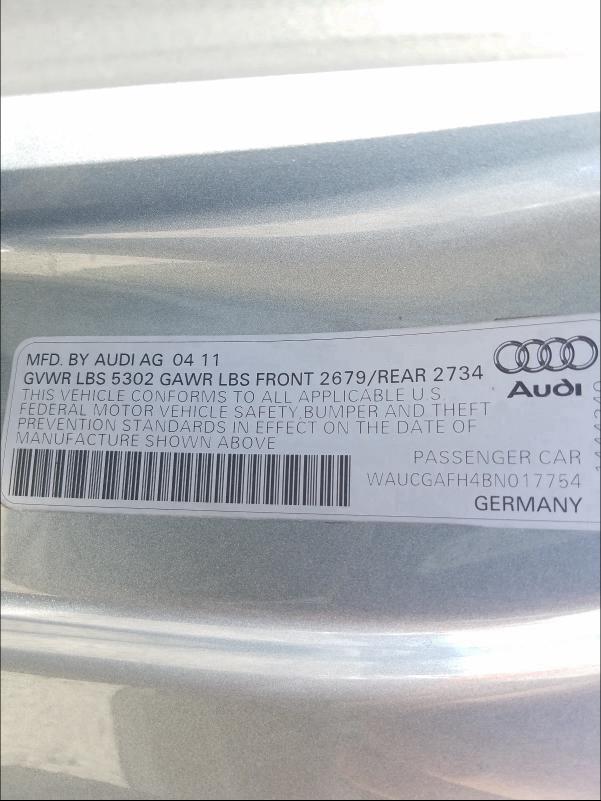 MFD. BY AUDI AG 04 11
GVWR LBS 5302 GAWR LBS FRONT 2679/REAR 2734
THIS VEHICLE CONFORMS TO ALL APPLICABLE U.S.
FEDERAL MOTOR VEHICLE SAFETY, BUMPER AND THEFT
PREVENTION STANDARDS IN EFFECT ON THE DATE OF
MANUFACTURE SHOWN ABOVE
Audi
PASSENGER CAR
WAUCGAFH4BN017754
GERMANY